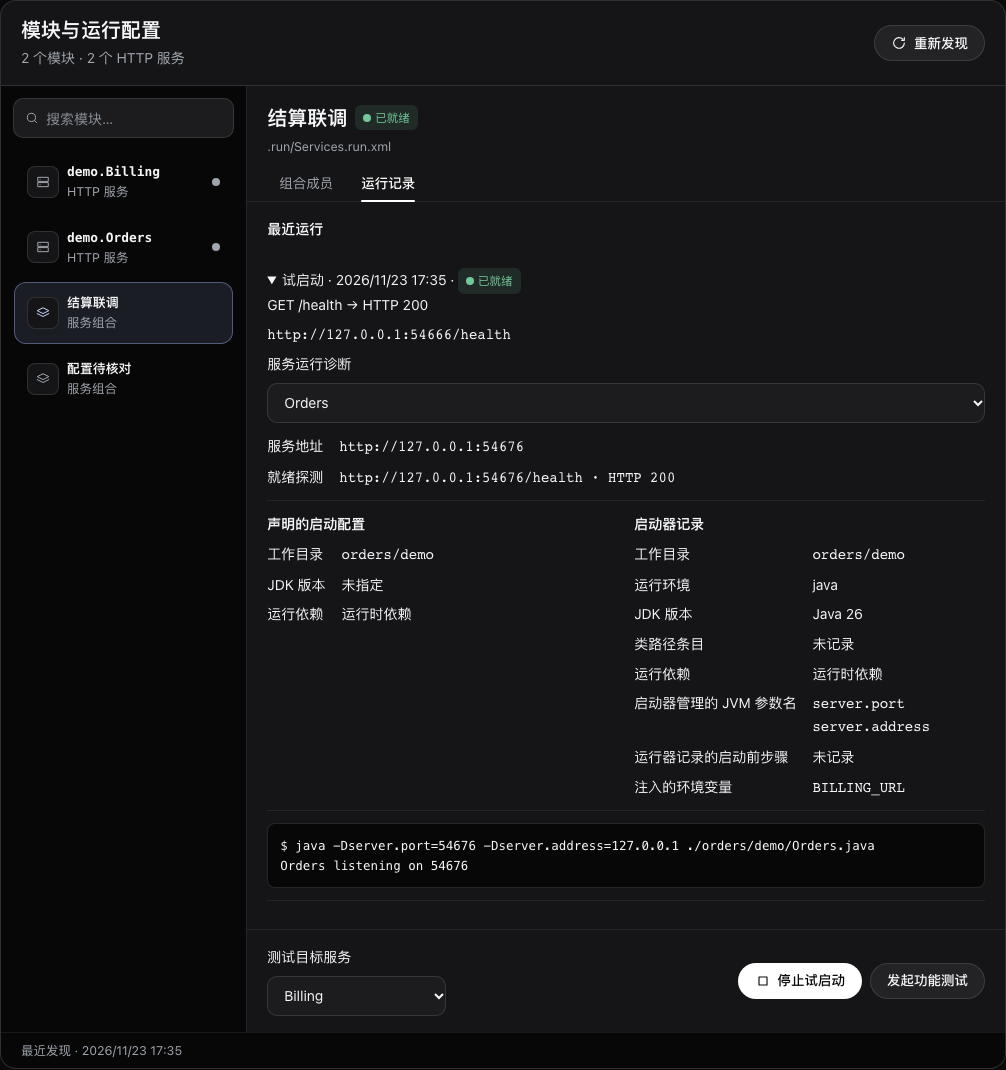 模块与运行配置
2 个模块 · 2 个 HTTP 服务
重新发现
搜索模块...
demo.Billing
HTTP 服务
demo.Orders
HTTP 服务
结算联调
服务组合
配置待核对
服务组合
结算联调
已就绪
.run/Services.run.xml
组合成员
运行记录
最近运行
▼ 试启动 · 2026/11/23 17:35 · 已就绪
GET /health → HTTP 200
http://127.0.0.1:54666/health
服务运行诊断
Orders
服务地址 http://127.0.0.1:54676
就绪探测 http://127.0.0.1:54676/health · HTTP 200
声明的启动配置
工作目录 orders/demo
JDK 版本 未指定
运行依赖 运行时依赖
启动器记录
工作目录 orders/demo
运行环境 java
JDK 版本 Java 26
类路径条目 未记录
运行依赖 运行时依赖
启动器管理的 JVM 参数名 server.port
server.address
运行器记录的启动前步骤 未记录
注入的环境变量 BILLING_URL
$ java -Dserver.port=54676 -Dserver.address=127.0.0.1 ./orders/demo/Orders.java
Orders listening on 54676
测试目标服务
Billing
停止试启动
发起功能测试
最近发现 · 2026/11/23 17:35